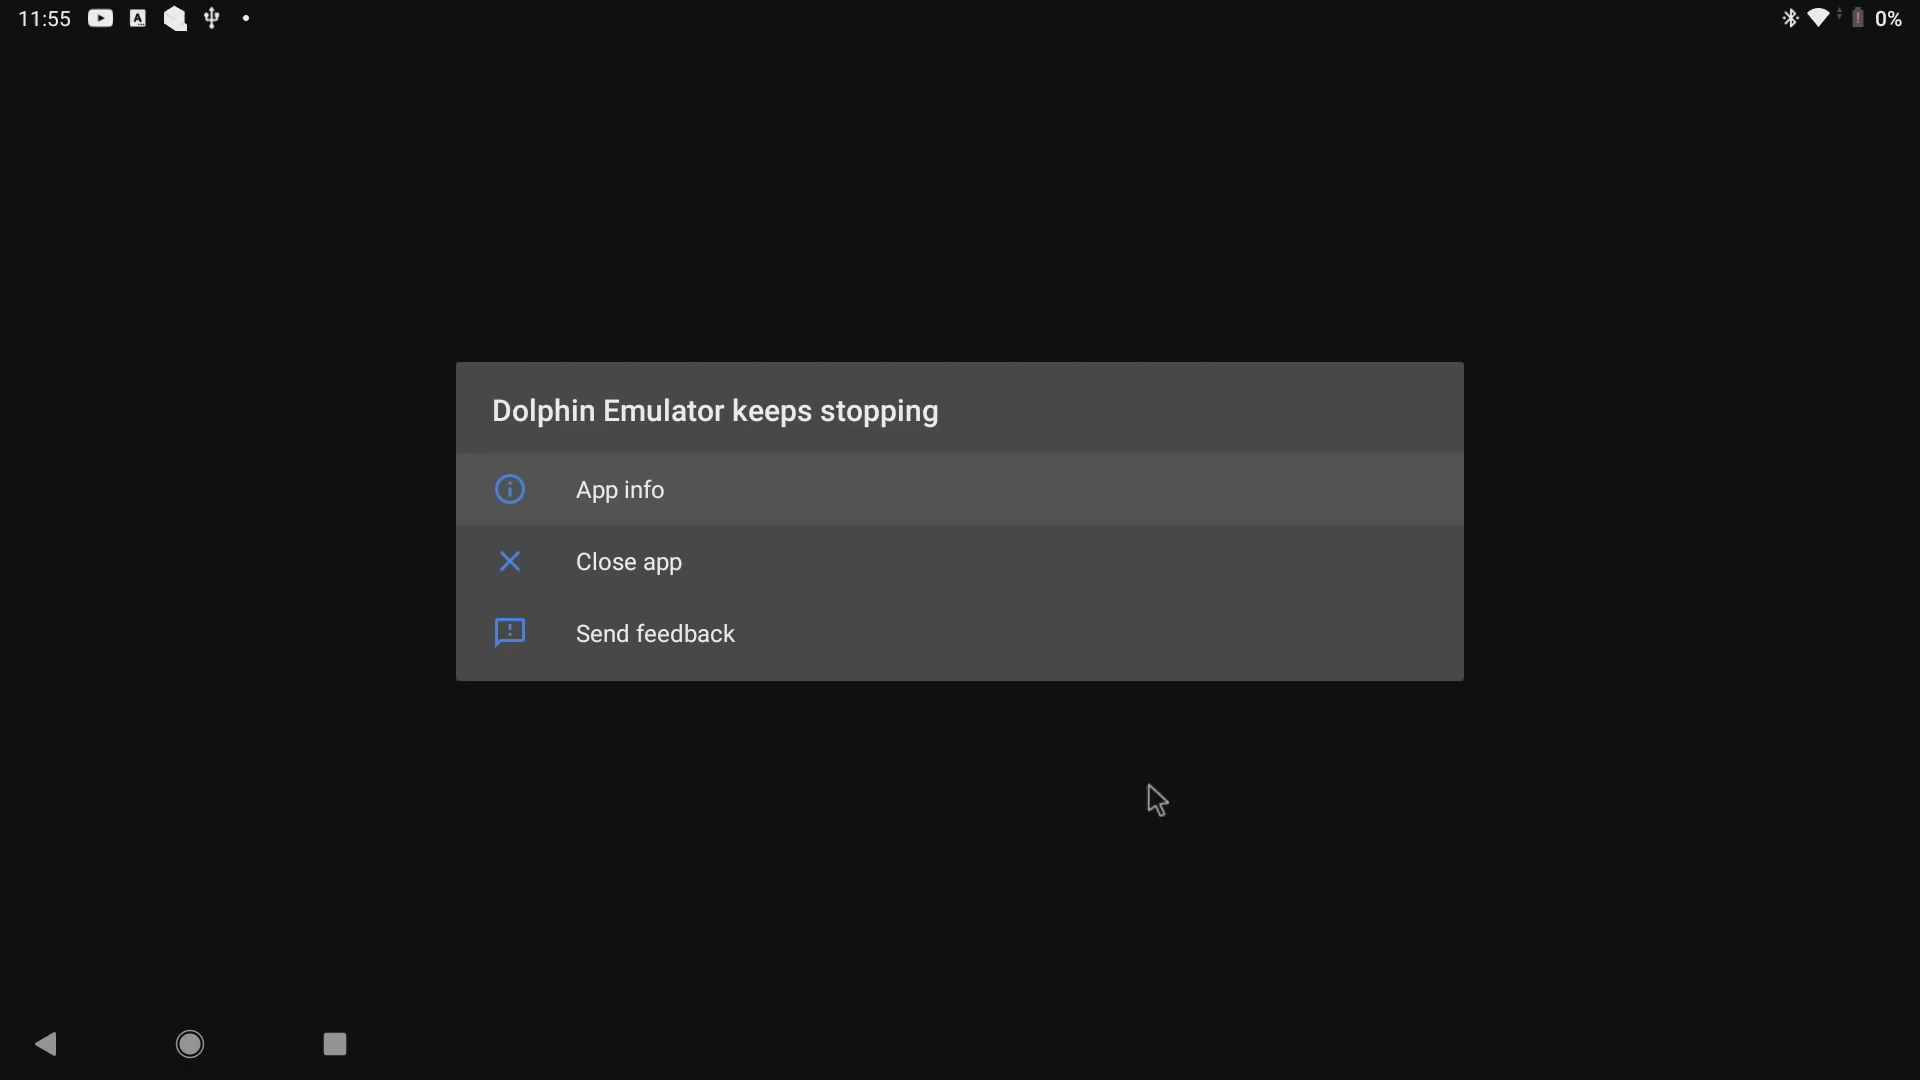 11:55
0%
Dolphin Emulator keeps stopping
App info
Close app
Send feedback